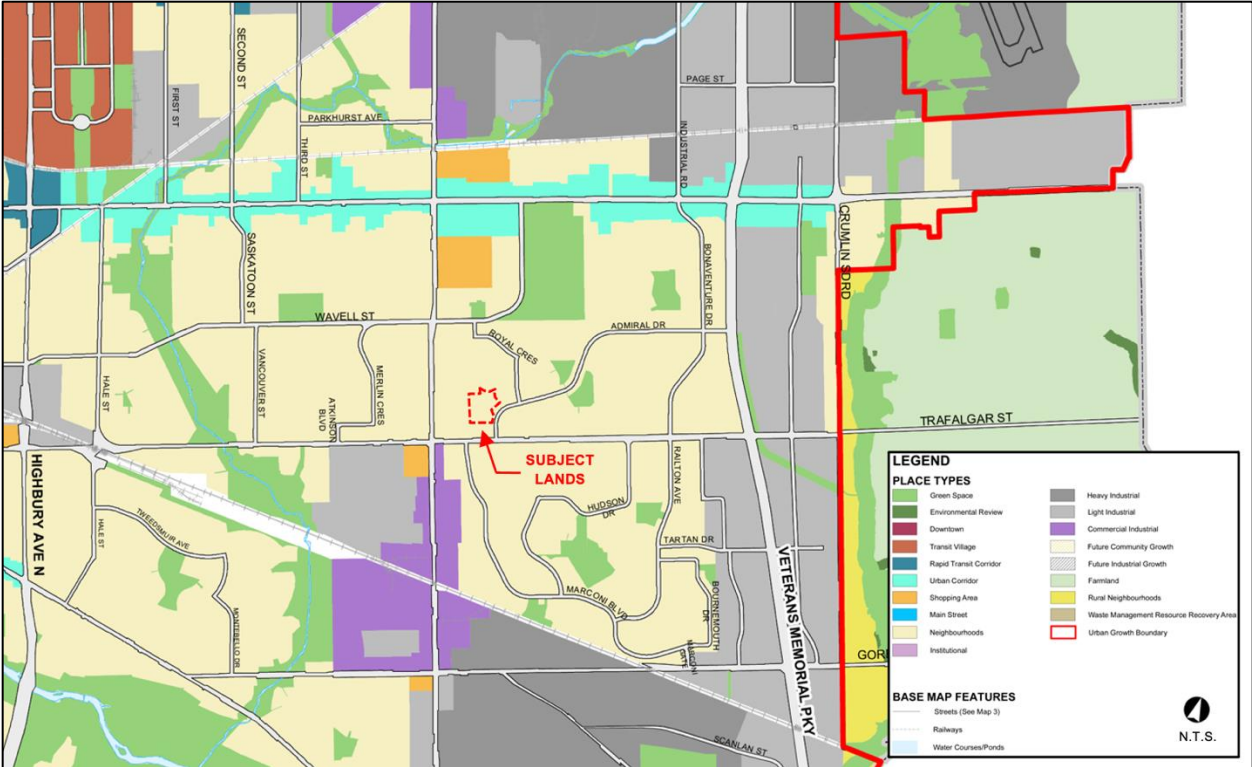 SECOND ST
FIRST ST
PAGE ST
PARKHURST AVE
THIRD ST
INDUSTRIAL RD
CRUMLIN SDRD
SASKATOON ST
BONAVENTURE DR
WAVELL ST
ADMIRAL DR
ROYAL CRES
VANCOUVER ST
MERLIN CRES
HALE ST
ATKINSON
BLVD
TRAFALGAR ST
SUBJECT
LANDS
HIGHBURY AVE N
RAILTON AVE
HUDSON
DR
TWEEDSMUIR AVE
HALE ST
TARTAN DR
VETERANS MEMORIAL PKY
MARCONI BLVD
BOURNEMOUTH
DR
MONTEBELLO DR
MARCONI
GATE
GORE
SCANLAN ST
LEGEND
PLACE TYPES
Green Space
Environmental Review
Downtown
Transit Village
Rapid Transit Corridor
Urban Corridor
Shopping Area
Main Street
Neighbourhoods
Institutional
Heavy Industrial
Light Industrial
Commercial Industrial
Future Community Growth
Future Industrial Growth
Farmland
Rural Neighbourhoods
Waste Management Resource Recovery Area
Urban Growth Boundary
BASE MAP FEATURES
Streets (See Map 3)
Railways
Water Courses/Ponds
N.T.S.